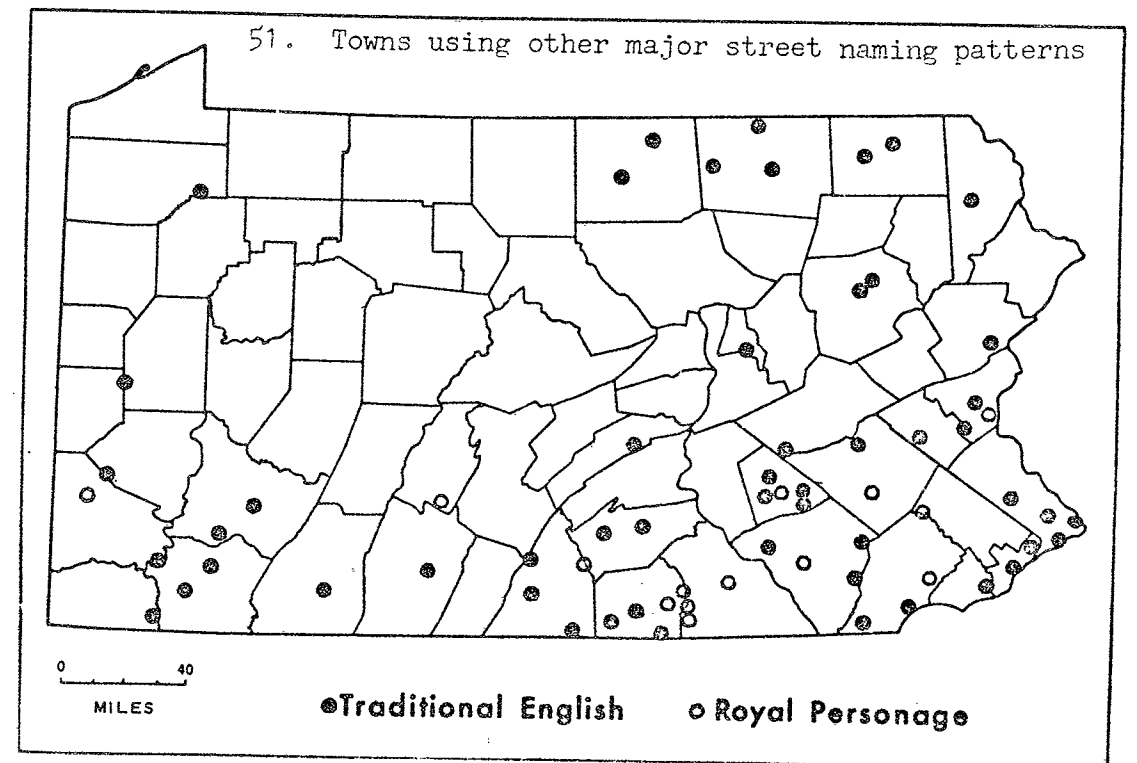 51. Towns using other major street naming patterns
0 40
MILES
Traditional English
Royal Personage